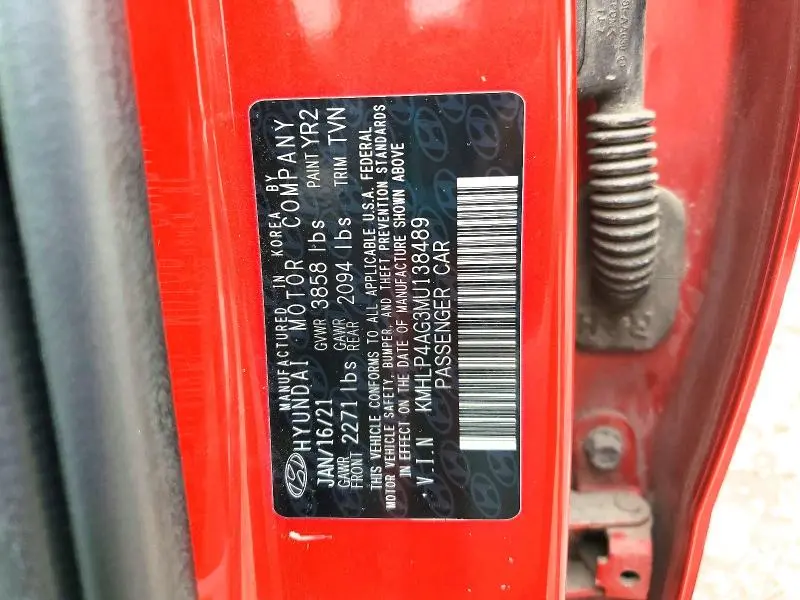 MANUFACTURED IN KOREA BY
HYUNDAI MOTOR COMPANY
JAN/16/21 GVWR 3858 lbs PAINT YR2
GAWR FRONT 2271 lbs GAWR REAR 2094 lbs TRIM TVN
THIS VEHICLE CONFORMS TO ALL APPLICABLE U.S.A. FEDERAL
MOTOR VEHICLE SAFETY, BUMPER, AND THEFT PREVENTION STANDARDS
IN EFFECT ON THE DATE OF MANUFACTURE SHOWN ABOVE
V.I.N KMHLP4AG3MU138489
PASSENGER CAR